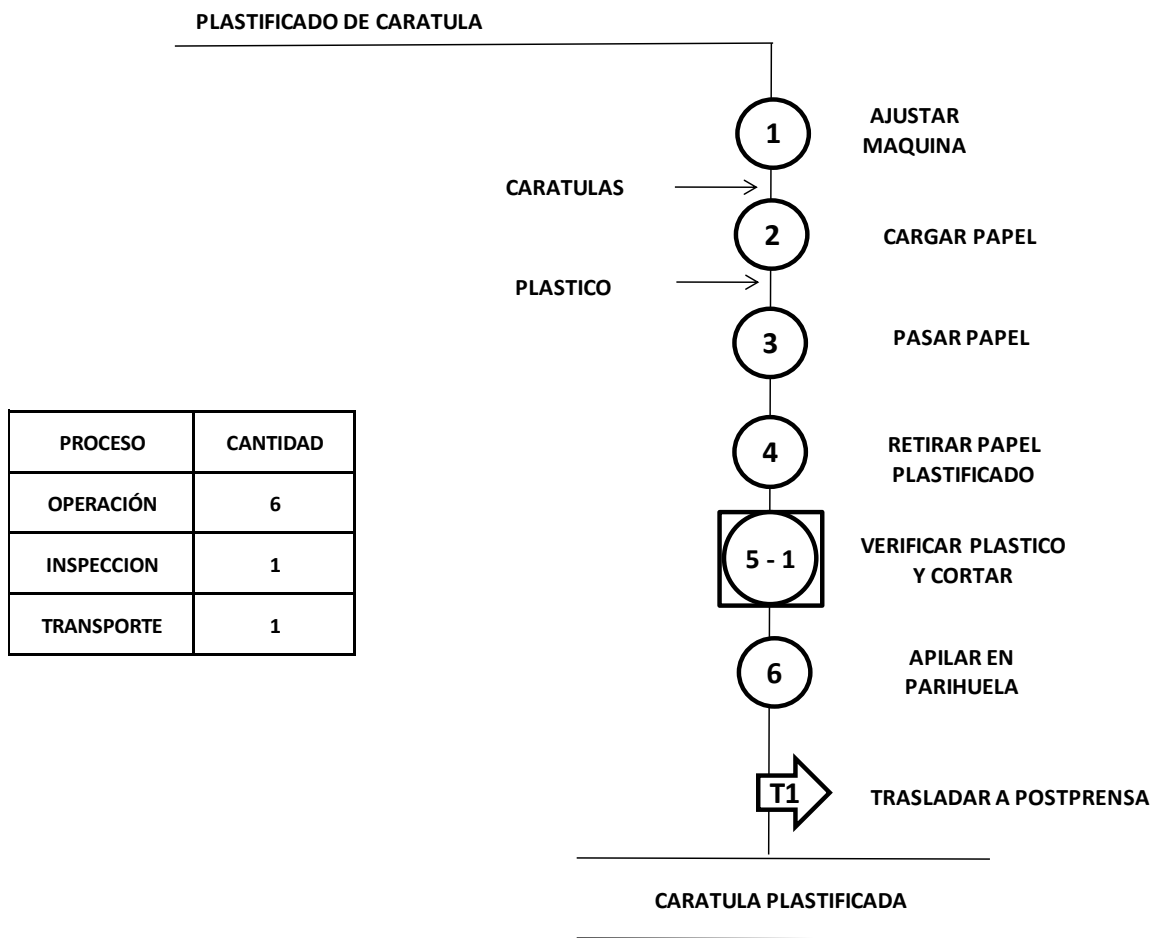 PLASTIFICADO DE CARATULA
1
AJUSTAR
MAQUINA
CARATULAS
2
CARGAR PAPEL
PLASTICO
3
PASAR PAPEL
4
RETIRAR PAPEL
PLASTIFICADO
5 - 1
VERIFICAR PLASTICO
Y CORTAR
6
APILAR EN
PARIHUELA
T1
TRASLADAR A POSTPRENSA
CARATULA PLASTIFICADA
PROCESO CANTIDAD
OPERACIÓN 6
INSPECCION 1
TRANSPORTE 1